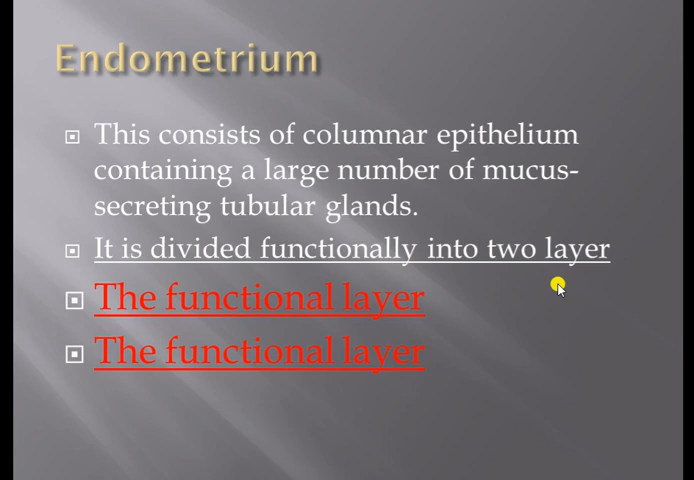 Endometrium
This consists of columnar epithelium
containing a large number of mucus-
secreting tubular glands.
It is divided functionally into two layer
The functional layer
The functional layer